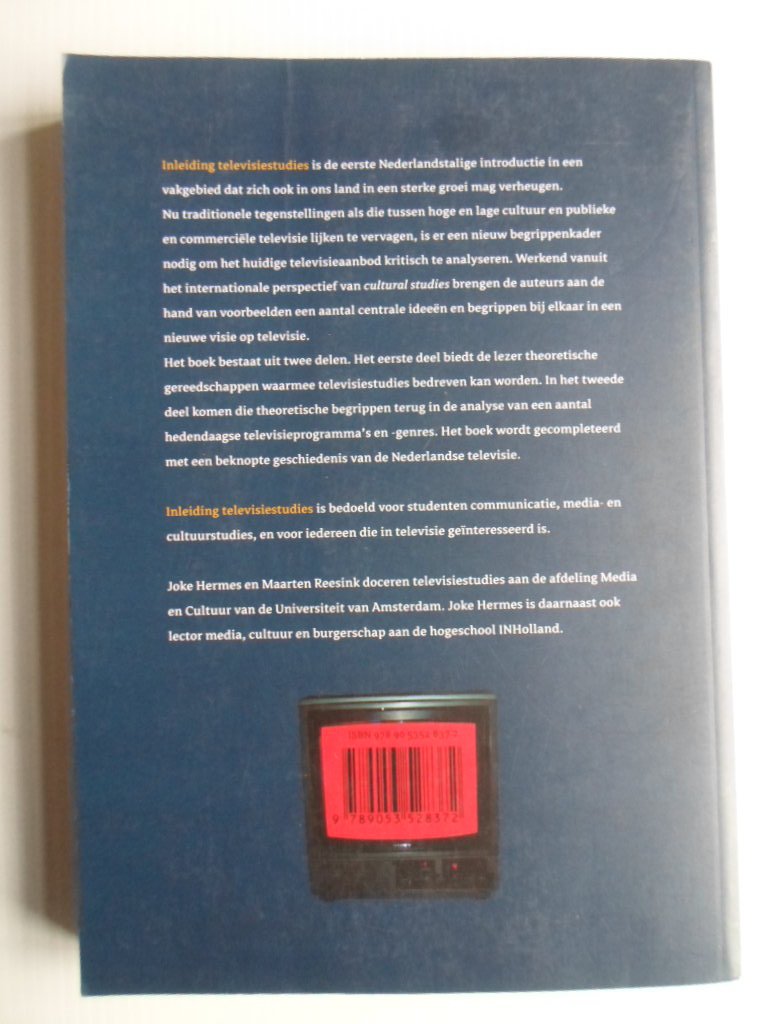 Inleiding televisiestudies is de eerste Nederlandstalige introductie in een
vakgebied dat zich ook in ons land in een sterke groei mag verheugen.
Nu traditionele tegenstellingen als die tussen hoge en lage cultuur en publieke
en commerciële televisie lijken te vervagen, is er een nieuw begrippenkader
nodig om het huidige televisieaanbod kritisch te analyseren. Werkend vanuit
het internationale perspectief van cultural studies brengen de auteurs aan de
hand van voorbeelden een aantal centrale ideeën en begrippen bij elkaar in een
nieuwe visie op televisie.
Het boek bestaat uit twee delen. Het eerste deel biedt de lezer theoretische
gereedschappen waarmee televisiestudies bedreven kan worden. In het tweede
deel komen die theoretische begrippen terug in de analyse van een aantal
hedendaagse televisieprogramma's en -genres. Het boek wordt gecompleteerd
met een beknopte geschiedenis van de Nederlandse televisie.
Inleiding televisiestudies is bedoeld voor studenten communicatie, media- en
cultuurstudies, en voor iedereen die in televisie geïnteresseerd is.
Joke Hermes en Maarten Reesink doceren televisiestudies aan de afdeling Media
en Cultuur van de Universiteit van Amsterdam. Joke Hermes is daarnaast ook
lector media, cultuur en burgerschap aan de hogeschool INHolland.
ISBN 978 90 5352 837 2
9 789053 528372